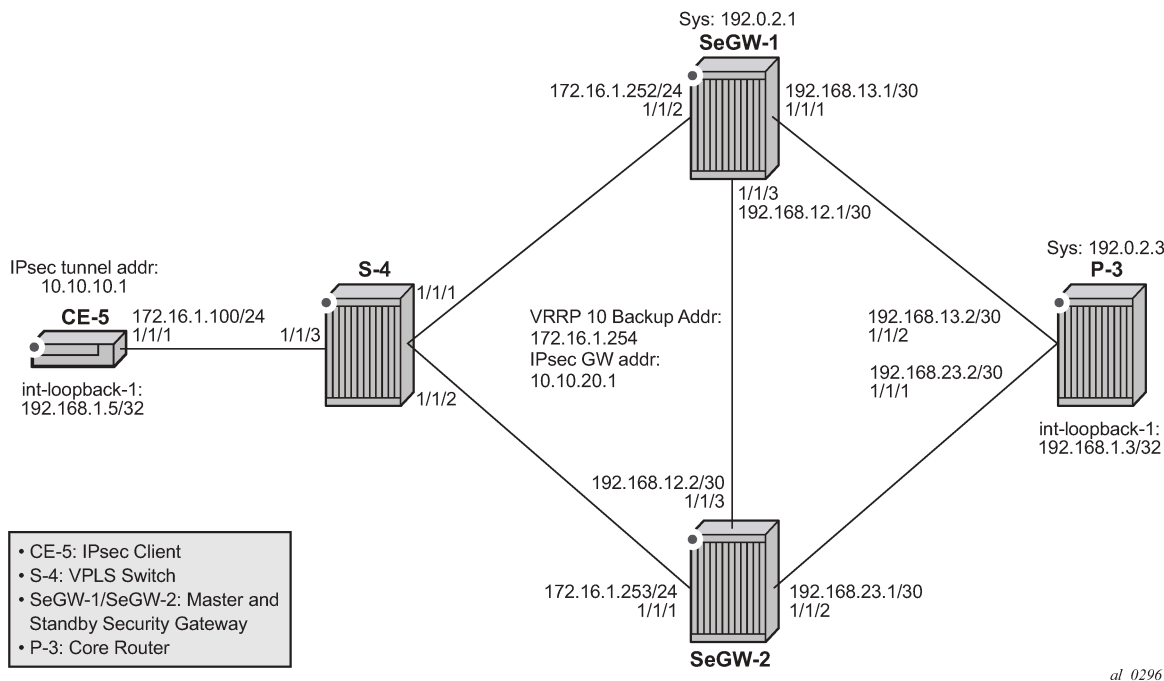 Sys: 192.0.2.1
SeGW-1
172.16.1.252/24
1/1/2
192.168.13.1/30
1/1/1
1/1/3
192.168.12.1/30
Sys: 192.0.2.3
P-3
IPsec tunnel addr:
10.10.10.1
S-4
1/1/1
CE-5
172.16.1.100/24
1/1/1
1/1/3
VRRP 10 Backup Addr:
172.16.1.254
IPsec GW addr:
10.10.20.1
192.168.13.2/30
1/1/2
192.168.23.2/30
1/1/1
int-loopback-1:
192.168.1.5/32
1/1/2
int-loopback-1:
192.168.1.3/32
192.168.12.2/30
1/1/3
• CE-5: IPsec Client
• S-4: VPLS Switch
• SeGW-1/SeGW-2: Master and
Standby Security Gateway
• P-3: Core Router
172.16.1.253/24
1/1/1
192.168.23.1/30
1/1/2
SeGW-2
al_0296